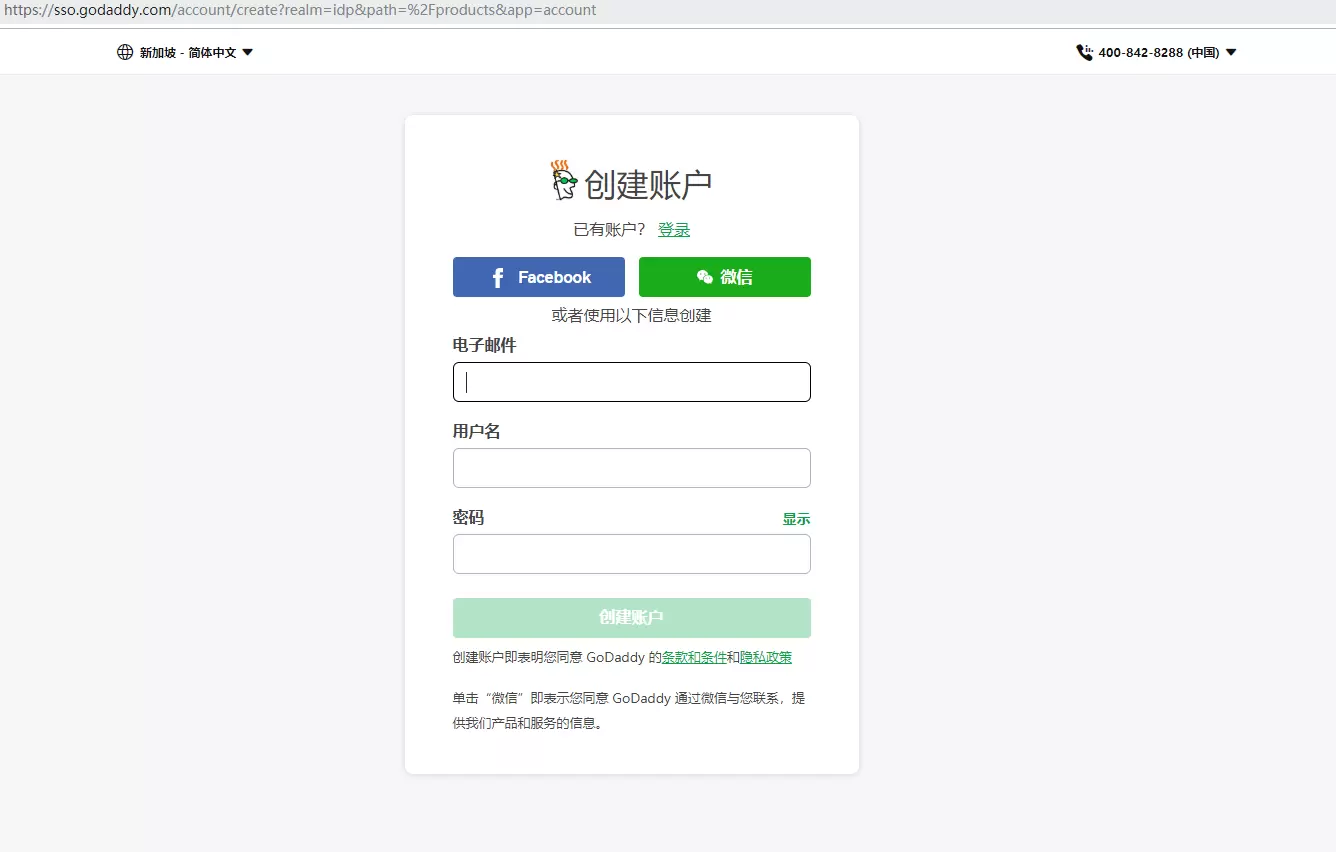 https://sso.godaddy.com/account/create?realm=idp&path=%2Fproducts&app=account
新加坡 - 简体中文
400-842-8288 (中国)
创建账户
已有账户？ 登录
Facebook
微信
或者使用以下信息创建
电子邮件
用户名
密码
显示
创建账户
创建账户即表明您同意 GoDaddy 的条款和条件和隐私政策
单击“微信”即表示您同意 GoDaddy 通过微信与您联系，提
供我们产品和服务的信息。